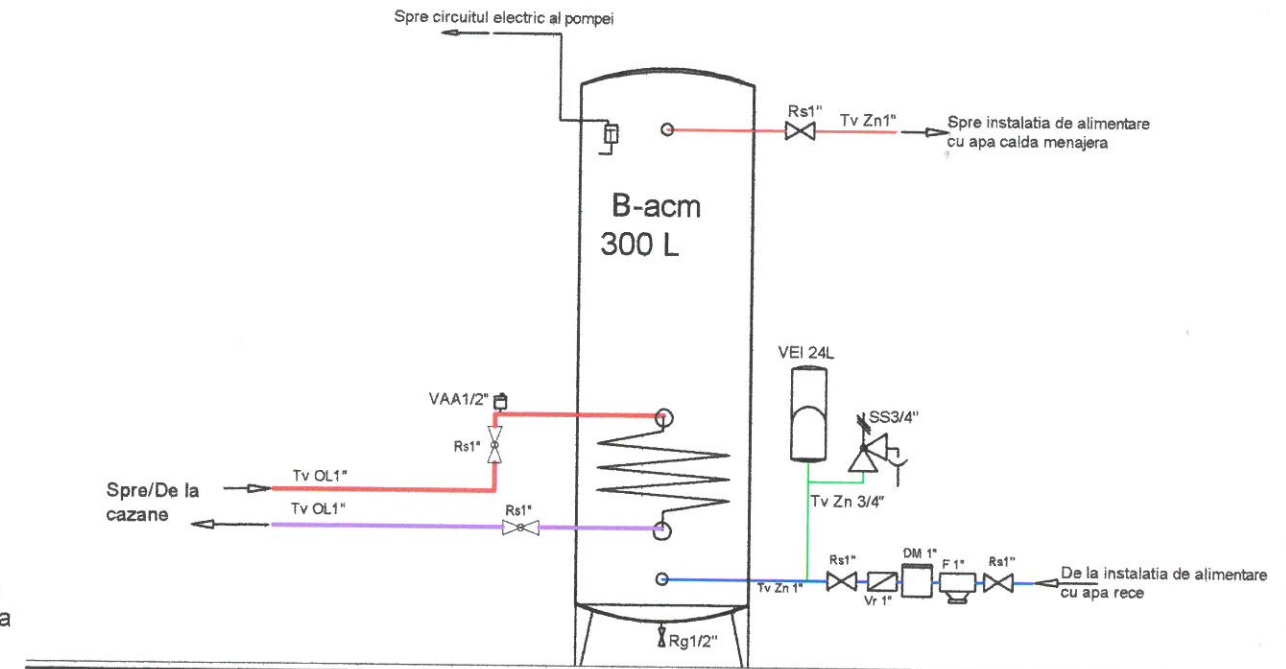 Spre circuitul electric al pompei
Rs1"
Tv Zn1"
Spre instalatia de alimentare
cu apa calda menajera
B-acm
300 L
VEI 24L
VAA1/2"
SS3/4"
Rs1"
Tv OL1"
Spre/De la
cazane
Tv OL1"
Rs1"
Tv Zn 3/4"
Rs1"
DM 1"
F 1"
Rs1"
De la instalatia de alimentare
cu apa rece
Tv Zn 1"
Vr 1"
a
Rg1/2"